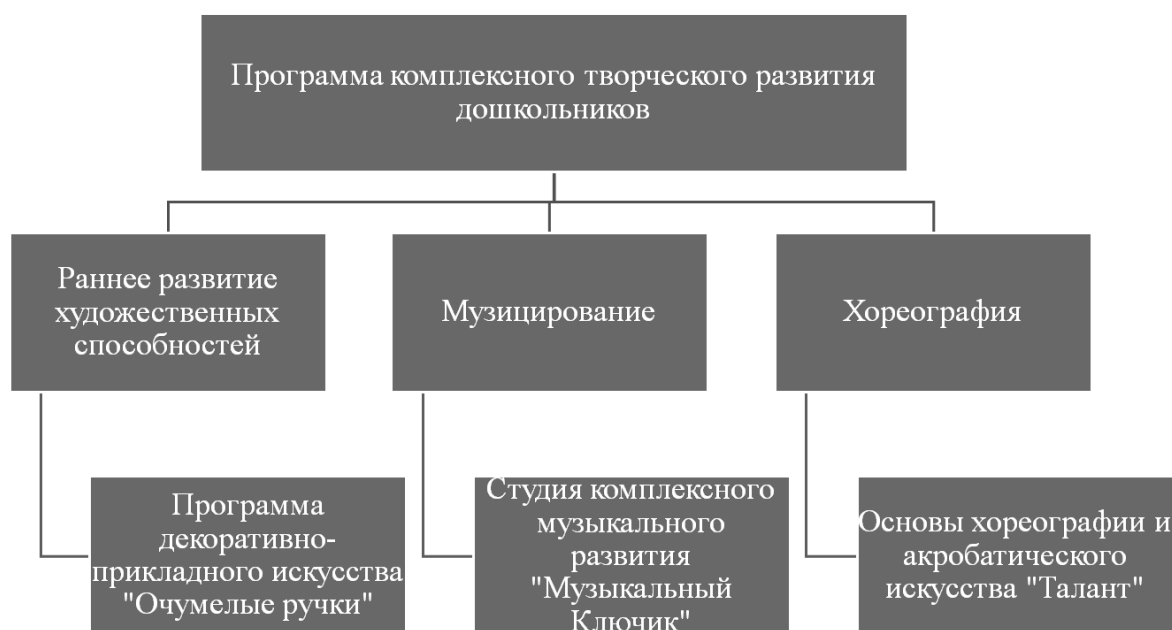 Программа комплексного творческого развития
дошкольников
Раннее развитие
художественных
способностей
Музицирование
Хореография
Программа
декоративно-
прикладного искусства
"Очумелые ручки"
Студия комплексного
музыкального
развития
"Музыкальный
Ключик"
Основы хореографии и
акробатического
искусства "Талант"